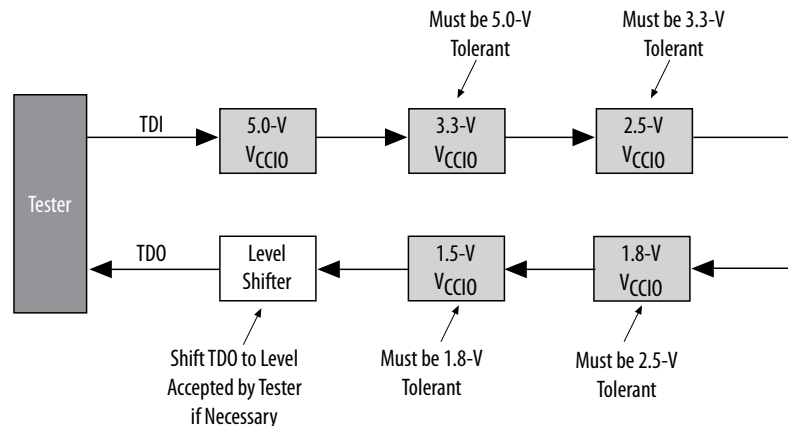 Must be 5.0-V
Tolerant
Must be 3.3-V
Tolerant
TDI
5.0-V
VCCIO
3.3-V
VCCIO
2.5-V
VCCIO
Tester
TDO
Level
Shifter
1.5-V
VCCIO
1.8-V
VCCIO
Shift TDO to Level
Accepted by Tester
if Necessary
Must be 1.8-V
Tolerant
Must be 2.5-V
Tolerant